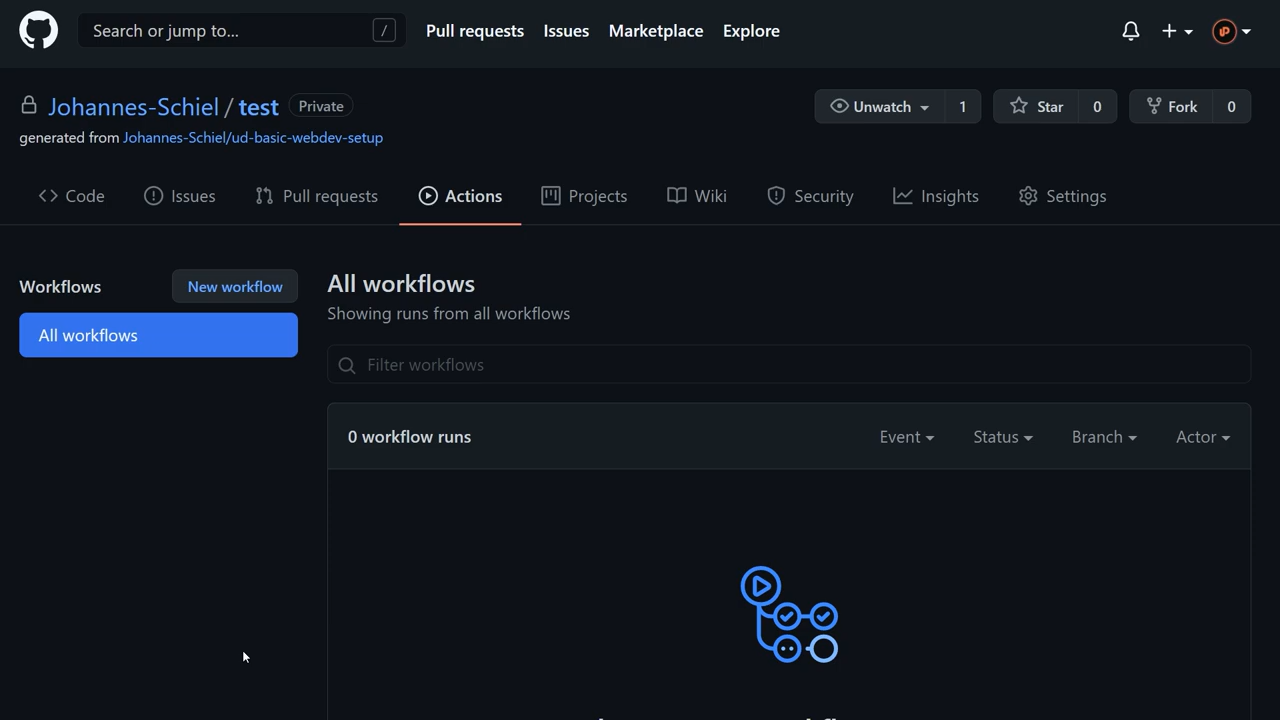 Search or jump to... /
Pull requests Issues Marketplace Explore
Johannes-Schiel / test Private
Unwatch 1 Star 0 Fork 0
generated from Johannes-Schiel/ud-basic-webdev-setup
Code Issues Pull requests Actions Projects Wiki Security Insights Settings
Workflows New workflow
All workflows
All workflows
Showing runs from all workflows
Filter workflows
0 workflow runs Event Status Branch Actor